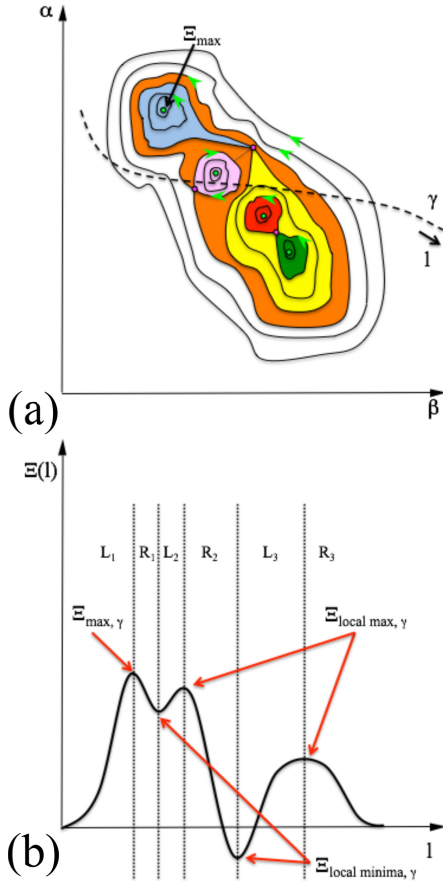 α
Ξmax
γ
l
β
(a)
Ξ(l)
L1 R1 L2 R2 L3 R3
Ξmax, γ
Ξlocal max, γ
Ξlocal minima, γ
l
(b)